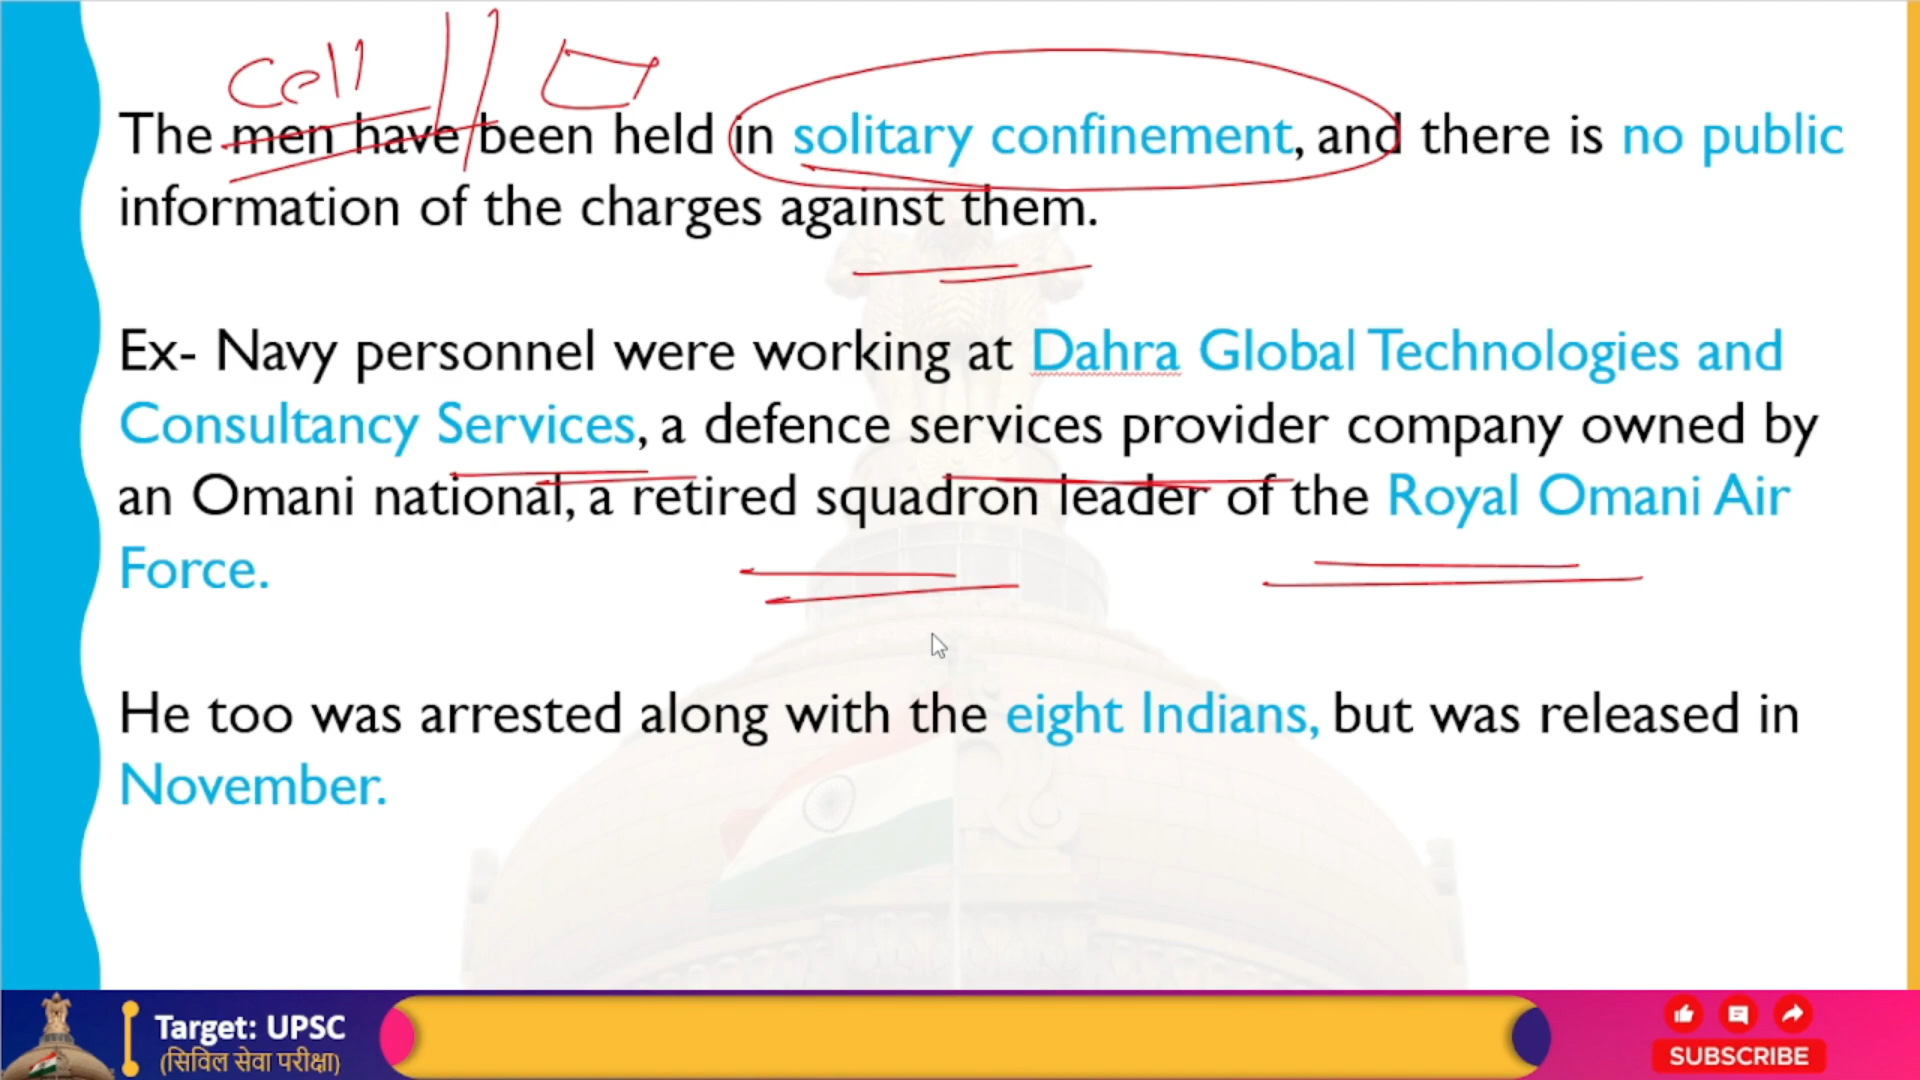 cell
The men have been held in solitary confinement, and there is no public
information of the charges against them.
Ex- Navy personnel were working at Dahra Global Technologies and
Consultancy Services, a defence services provider company owned by
an Omani national, a retired squadron leader of the Royal Omani Air
Force.
He too was arrested along with the eight Indians, but was released in
November.
Target: UPSC
(सिविल सेवा परीक्षा)
SUBSCRIBE